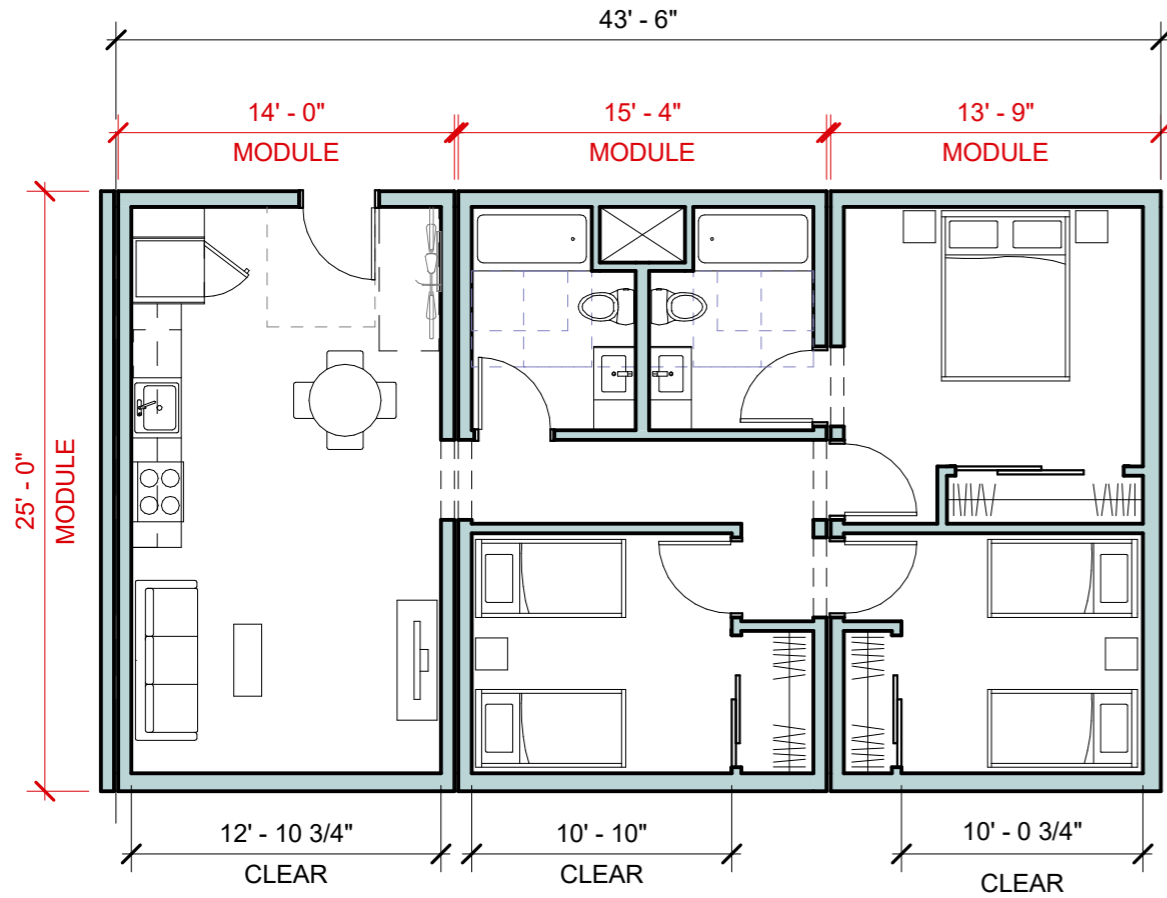 43' - 6"
14' - 0"
MODULE
15' - 4"
MODULE
13' - 9"
MODULE
25' - 0"
MODULE
12' - 10 3/4"
CLEAR
10' - 10"
CLEAR
10' - 0 3/4"
CLEAR